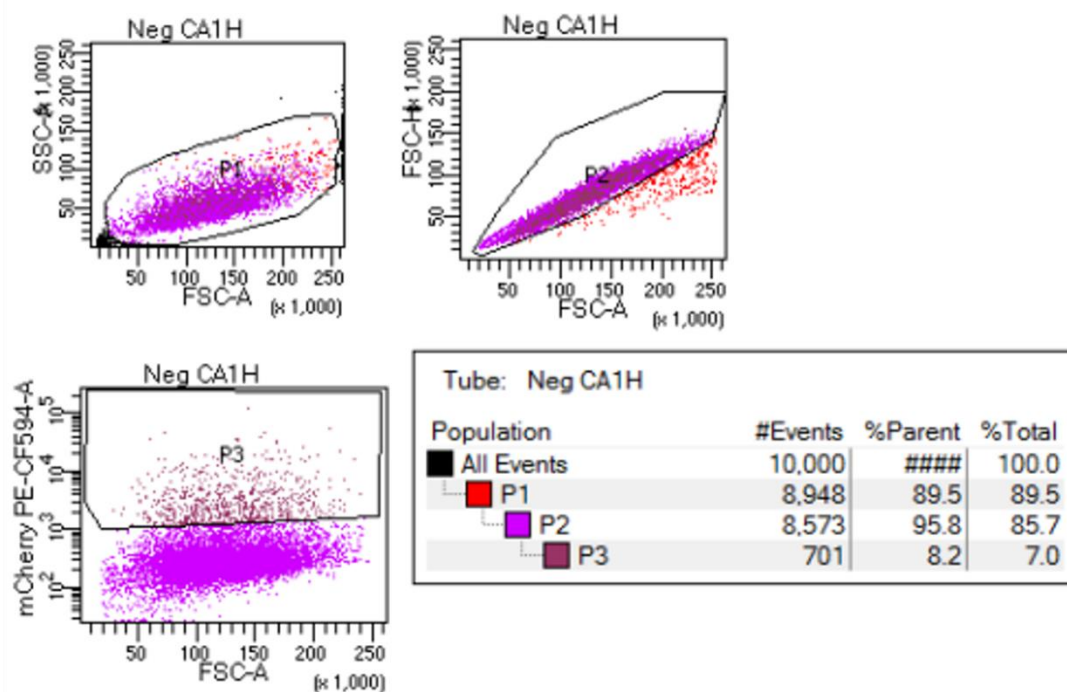 Neg CA1H
SSC-A (x 1,000)
250
200
150
100
50
P1
50 100 150 200 250
FSC-A
(x 1,000)
Neg CA1H
FSC-H (x 1,000)
250
200
150
100
50
P2
50 100 150 200 250
FSC-A
(x 1,000)
Neg CA1H
mCherry PE-CF594-A
10^5
10^4
10^3
10^2
P3
50 100 150 200 250
FSC-A
(x 1,000)
Tube: Neg CA1H
Population #Events %Parent %Total
All Events 10,000 #### 100.0
P1 8,948 89.5 89.5
P2 8,573 95.8 85.7
P3 701 8.2 7.0